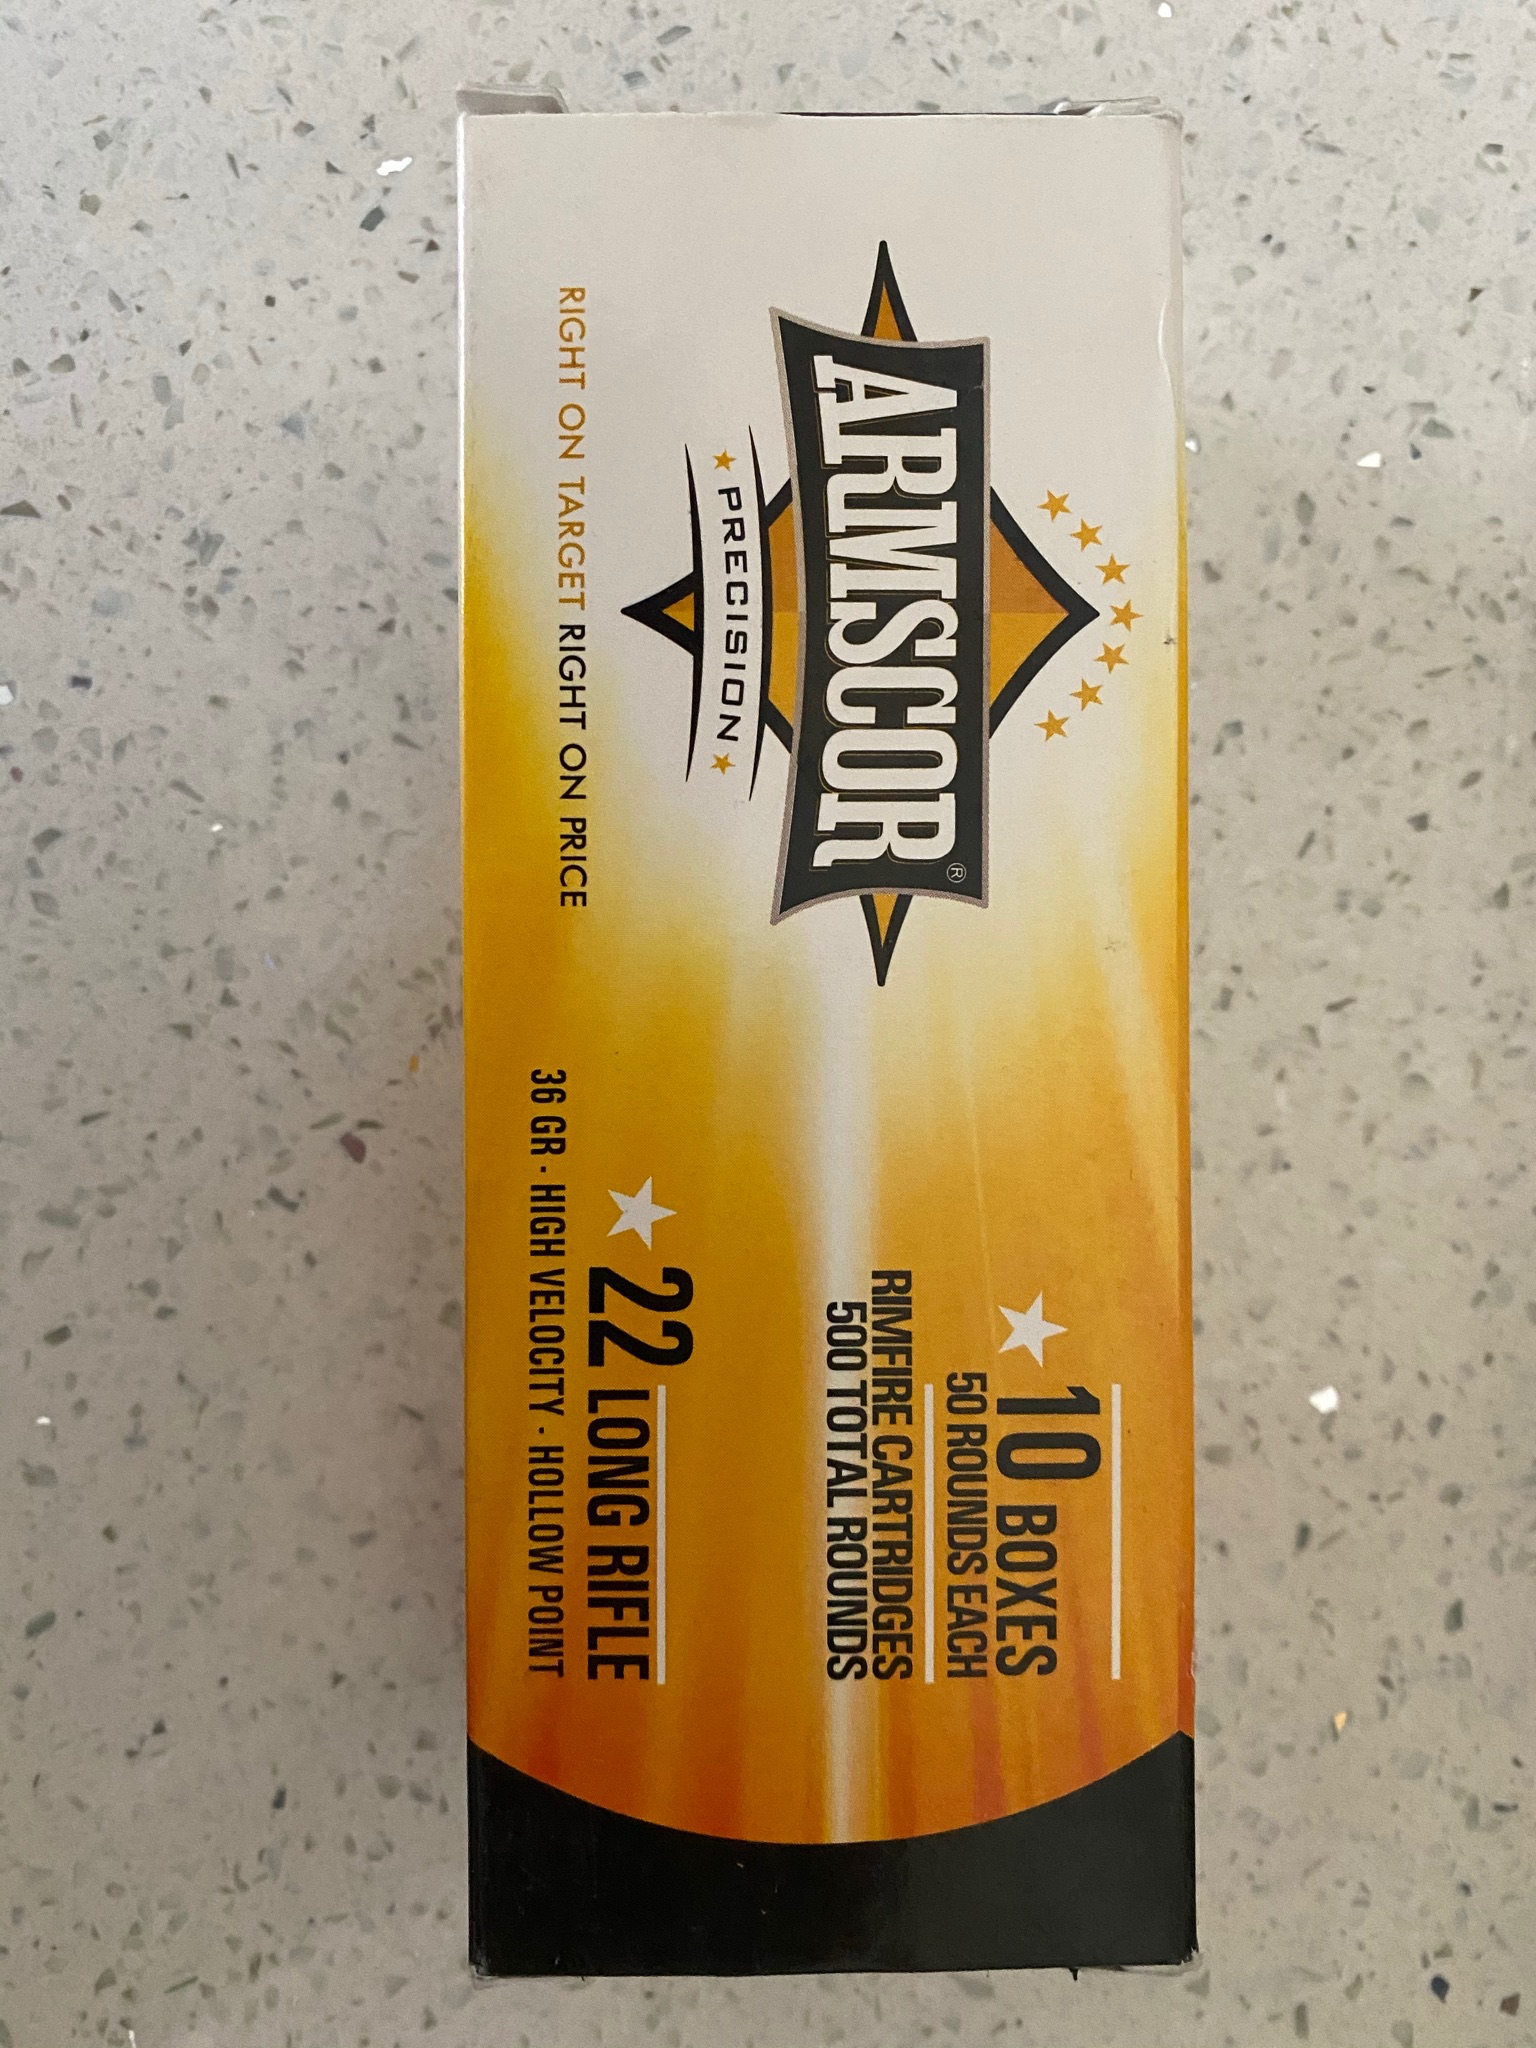 ARMSCOR®
PRECISION
RIGHT ON TARGET RIGHT ON PRICE
10 BOXES
50 ROUNDS EACH
RIMFIRE CARTRIDGES
500 TOTAL ROUNDS
22 LONG RIFLE
36 GR · HIGH VELOCITY · HOLLOW POINT